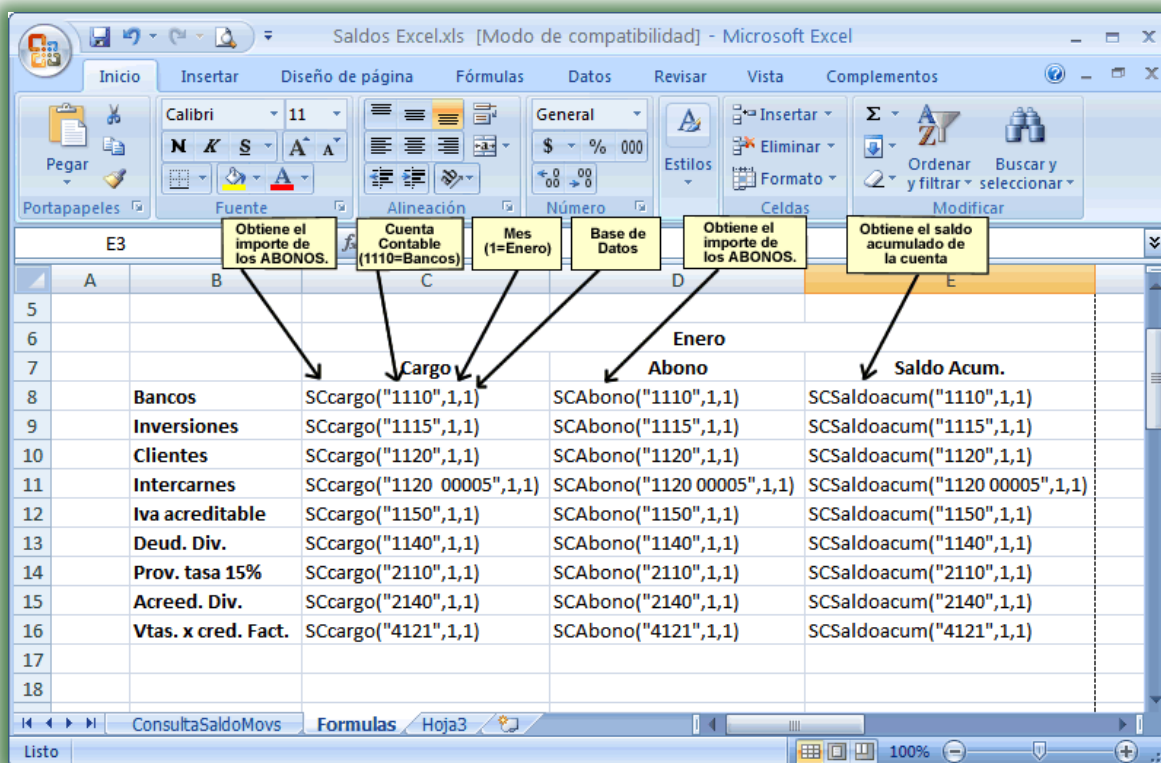 Saldos Excel.xls [Modo de compatibilidad] - Microsoft Excel
Inicio Insertar Diseño de página Fórmulas Datos Revisar Vista Complementos
Pegar
Portapapeles
Calibri 11
N K S A A
A
Fuente
Alineación
General
$ % 000
Número
Estilos
Insertar
Eliminar
Formato
Celdas
Σ
Ordenar y filtrar
Buscar y seleccionar
Modificar
E3
Obtiene el importe de los ABONOS.
Cuenta Contable (1110=Bancos)
Mes (1=Enero)
Base de Datos
Obtiene el importe de los ABONOS.
Obtiene el saldo acumulado de la cuenta
A B C D E
5
6 Enero
7 Cargo Abono Saldo Acum.
8 Bancos SCcargo("1110",1,1) SCAbono("1110",1,1) SCSaldoacum("1110",1,1)
9 Inversiones SCcargo("1115",1,1) SCAbono("1115",1,1) SCSaldoacum("1115",1,1)
10 Clientes SCcargo("1120",1,1) SCAbono("1120",1,1) SCSaldoacum("1120",1,1)
11 Intercarnes SCcargo("1120 00005",1,1) SCAbono("1120 00005",1,1) SCSaldoacum("1120 00005",1,1)
12 Iva acreditable SCcargo("1150",1,1) SCAbono("1150",1,1) SCSaldoacum("1150",1,1)
13 Deud. Div. SCcargo("1140",1,1) SCAbono("1140",1,1) SCSaldoacum("1140",1,1)
14 Prov. tasa 15% SCcargo("2110",1,1) SCAbono("2110",1,1) SCSaldoacum("2110",1,1)
15 Acreed. Div. SCcargo("2140",1,1) SCAbono("2140",1,1) SCSaldoacum("2140",1,1)
16 Vtas. x cred. Fact. SCcargo("4121",1,1) SCAbono("4121",1,1) SCSaldoacum("4121",1,1)
17
18
ConsultaSaldoMovs Formulas Hoja3
Listo 100%